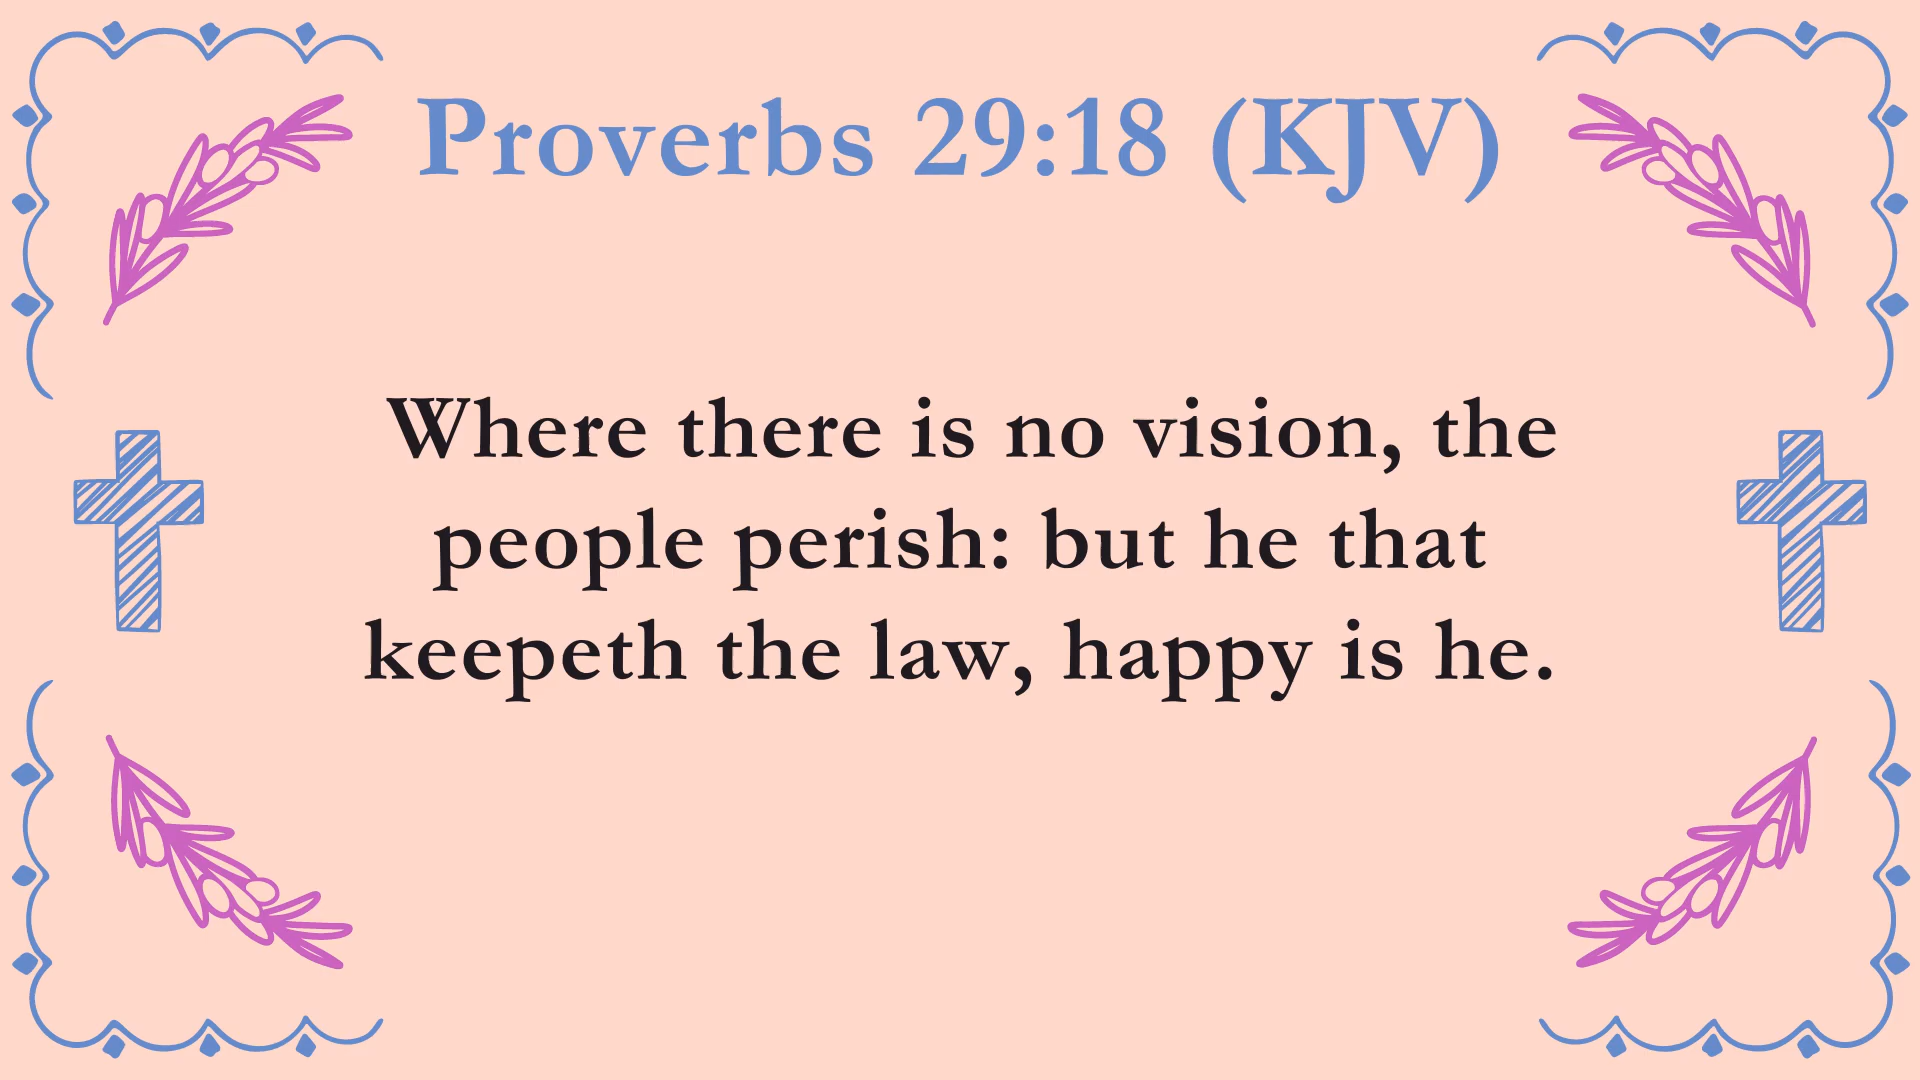 Proverbs 29:18 (KJV)
Where there is no vision, the
people perish: but he that
keepeth the law, happy is he.